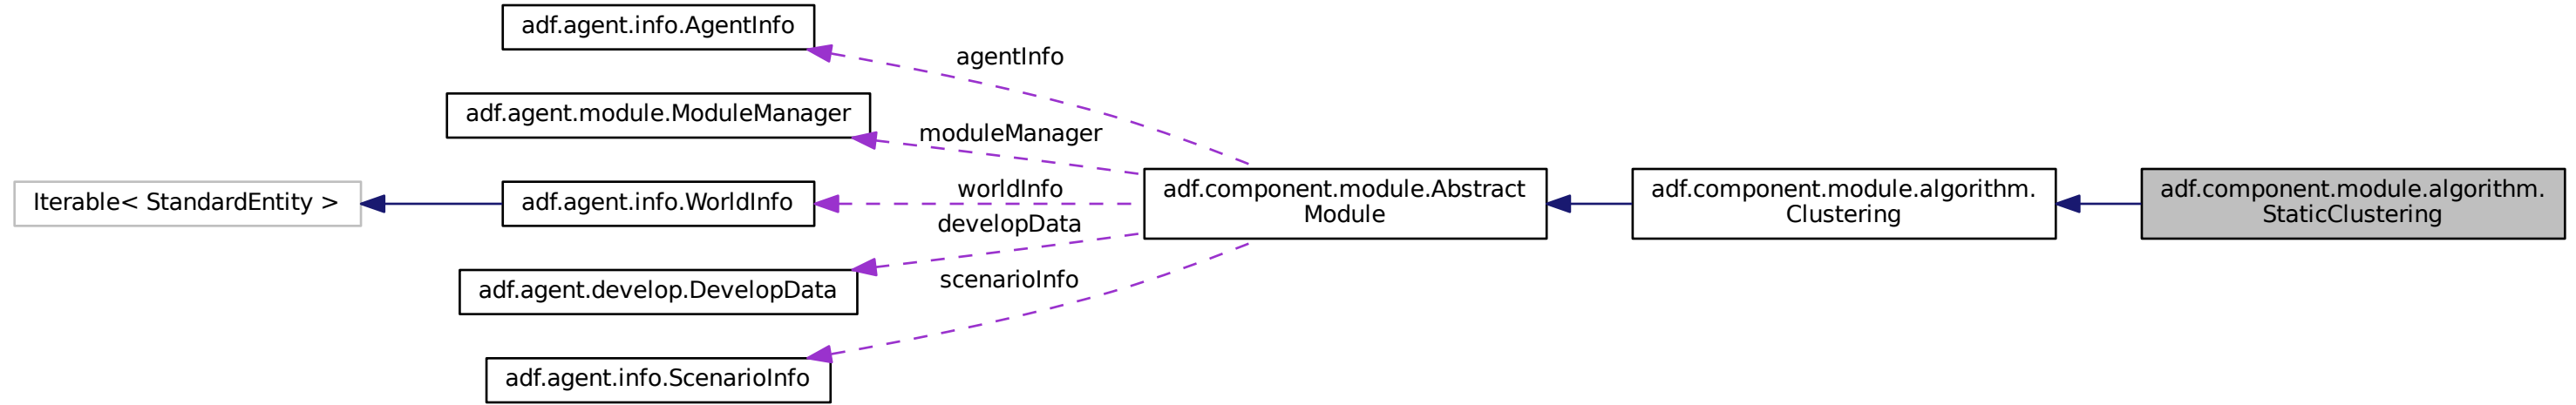 adf.agent.info.AgentInfo
agentInfo
adf.agent.module.ModuleManager
moduleManager
Iterable< StandardEntity >
adf.agent.info.WorldInfo
worldInfo
adf.component.module.Abstract
Module
adf.component.module.algorithm.
Clustering
adf.component.module.algorithm.
StaticClustering
developData
adf.agent.develop.DevelopData
scenarioInfo
adf.agent.info.ScenarioInfo